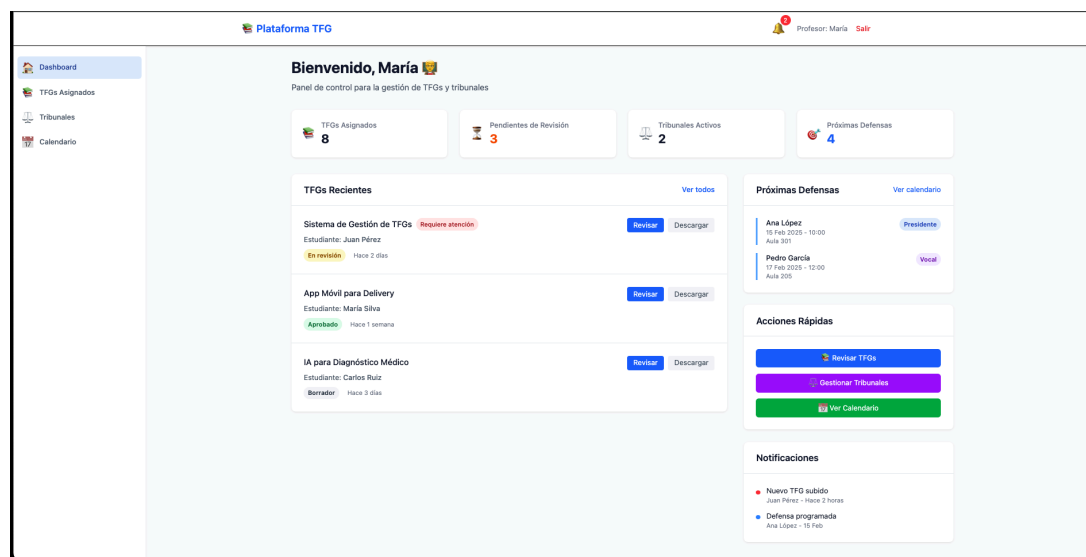 Plataforma TFG
2
Profesor: María Salir
Dashboard
TFGs Asignados
Tribunales
17
Calendario
Bienvenido, María
Panel de control para la gestión de TFGs y tribunales
TFGs Asignados
8
Pendientes de Revisión
3
Tribunales Activos
2
Próximas Defensas
4
TFGs Recientes
Ver todos
Sistema de Gestión de TFGs Requiere atención
Revisar Descargar
Estudiante: Juan Pérez
En revisión Hace 2 días
App Móvil para Delivery
Revisar Descargar
Estudiante: María Silva
Aprobado Hace 1 semana
IA para Diagnóstico Médico
Revisar Descargar
Estudiante: Carlos Ruiz
Borrador Hace 3 días
Próximas Defensas
Ver calendario
Ana López
Presidente
15 Feb 2025 - 10:00
Aula 301
Pedro García
Vocal
17 Feb 2025 - 12:00
Aula 205
Acciones Rápidas
Revisar TFGs
Gestionar Tribunales
Ver Calendario
Notificaciones
Nuevo TFG subido
Juan Pérez - Hace 2 horas
Defensa programada
Ana López - 15 Feb